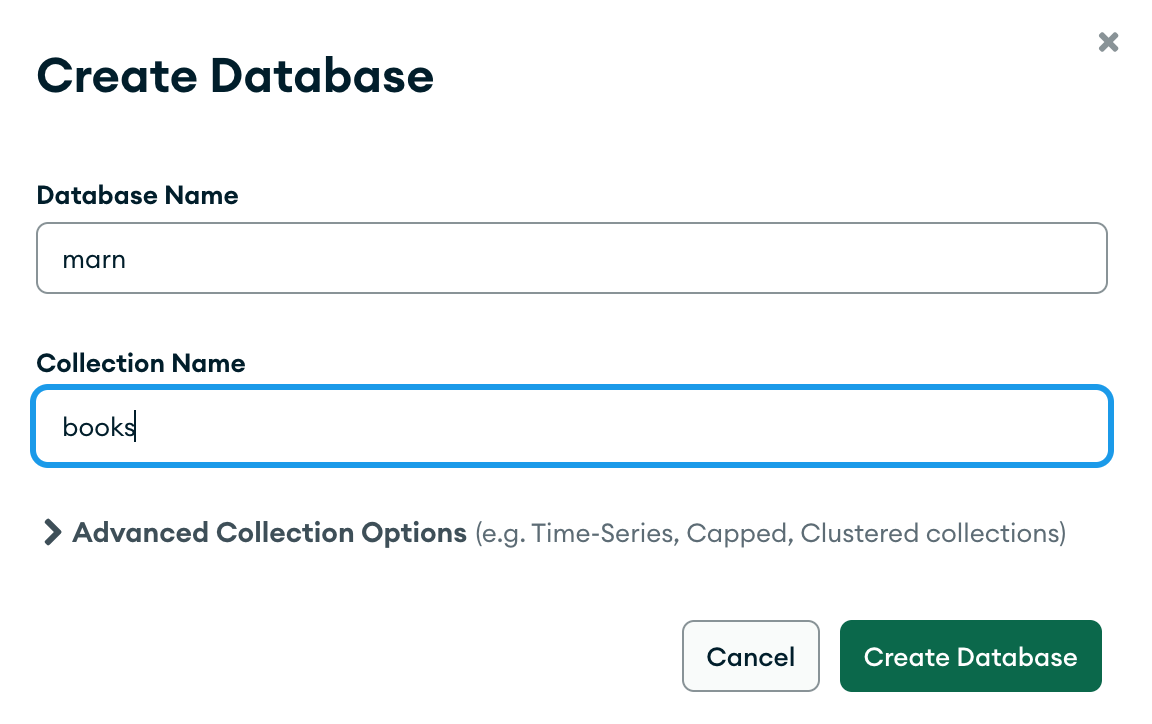 Create Database
Database Name
marn
Collection Name
books
Advanced Collection Options (e.g. Time-Series, Capped, Clustered collections)
Cancel
Create Database